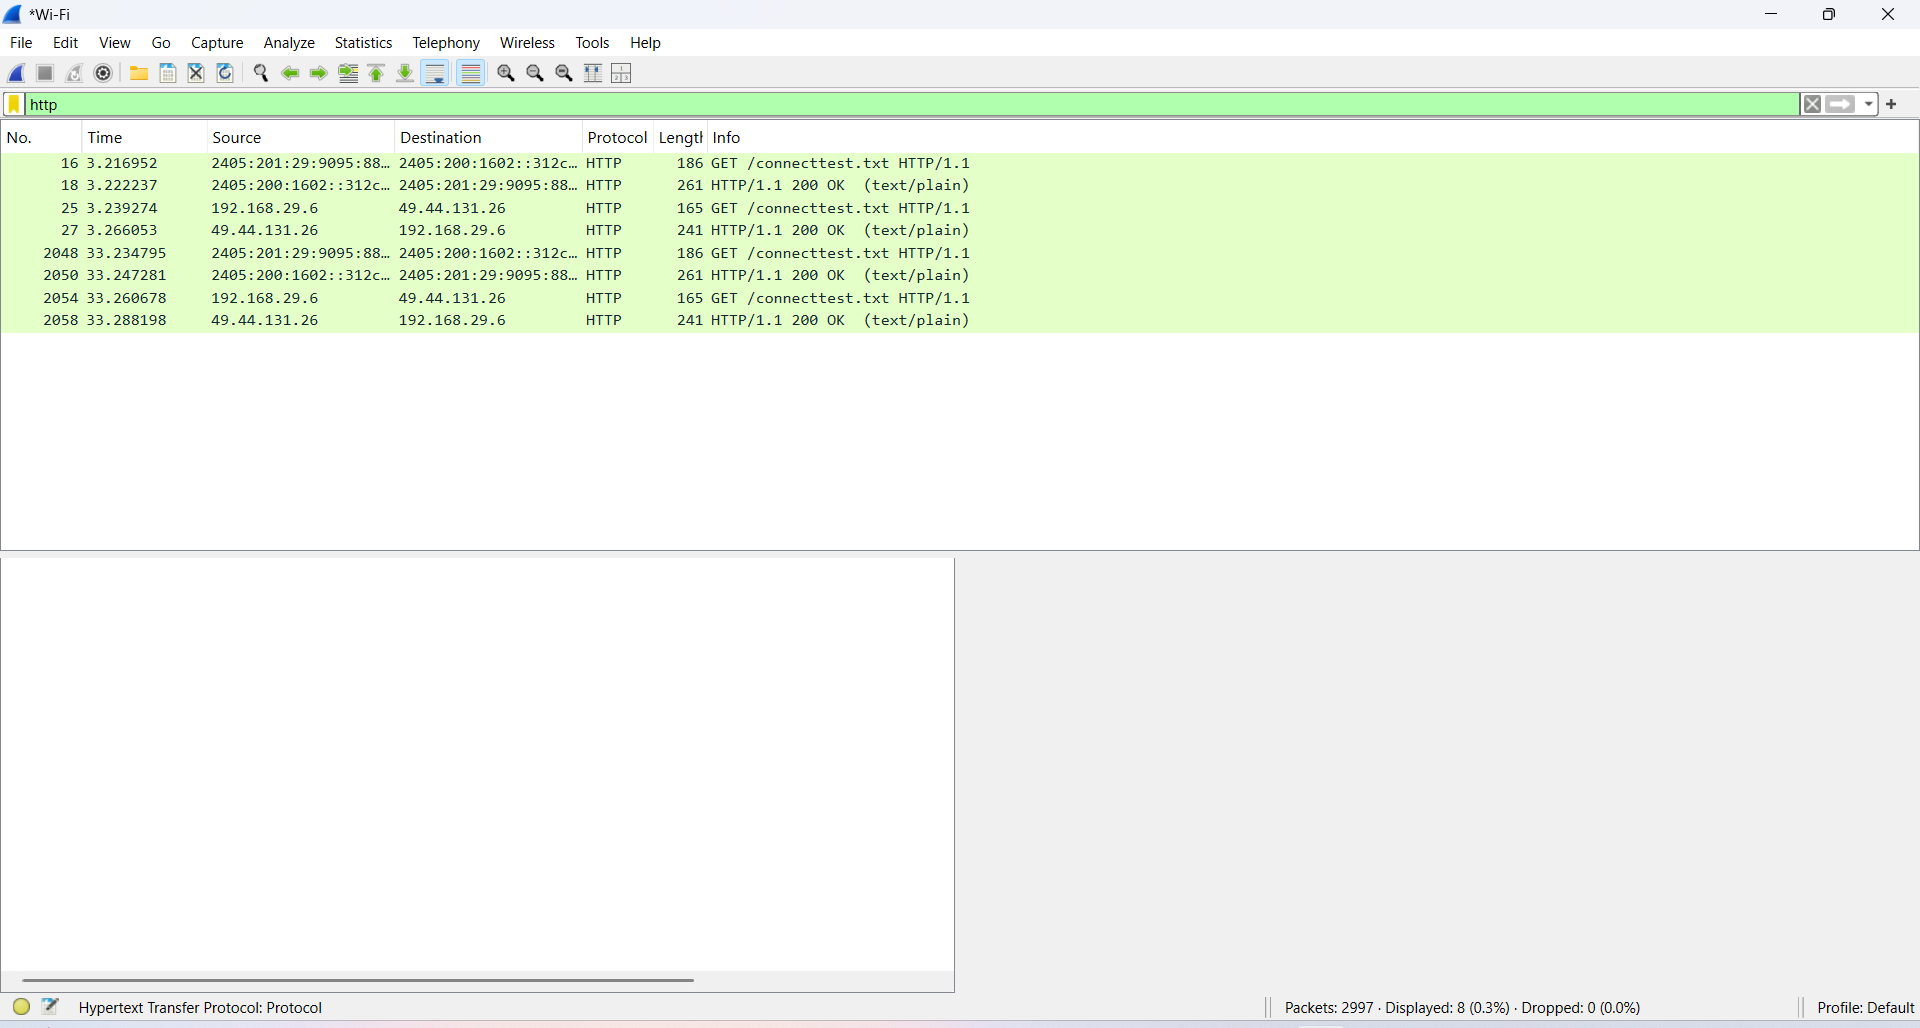 *Wi-Fi
File Edit View Go Capture Analyze Statistics Telephony Wireless Tools Help
http
No. Time Source Destination Protocol Lengtl Info
16 3.216952 2405:201:29:9095:88… 2405:200:1602::312c… HTTP 186 GET /connecttest.txt HTTP/1.1
18 3.222237 2405:200:1602::312c… 2405:201:29:9095:88… HTTP 261 HTTP/1.1 200 OK (text/plain)
25 3.239274 192.168.29.6 49.44.131.26 HTTP 165 GET /connecttest.txt HTTP/1.1
27 3.266053 49.44.131.26 192.168.29.6 HTTP 241 HTTP/1.1 200 OK (text/plain)
2048 33.234795 2405:201:29:9095:88… 2405:200:1602::312c… HTTP 186 GET /connecttest.txt HTTP/1.1
2050 33.247281 2405:200:1602::312c… 2405:201:29:9095:88… HTTP 261 HTTP/1.1 200 OK (text/plain)
2054 33.260678 192.168.29.6 49.44.131.26 HTTP 165 GET /connecttest.txt HTTP/1.1
2058 33.288198 49.44.131.26 192.168.29.6 HTTP 241 HTTP/1.1 200 OK (text/plain)
Hypertext Transfer Protocol: Protocol Packets: 2997 · Displayed: 8 (0.3%) · Dropped: 0 (0.0%) Profile: Default